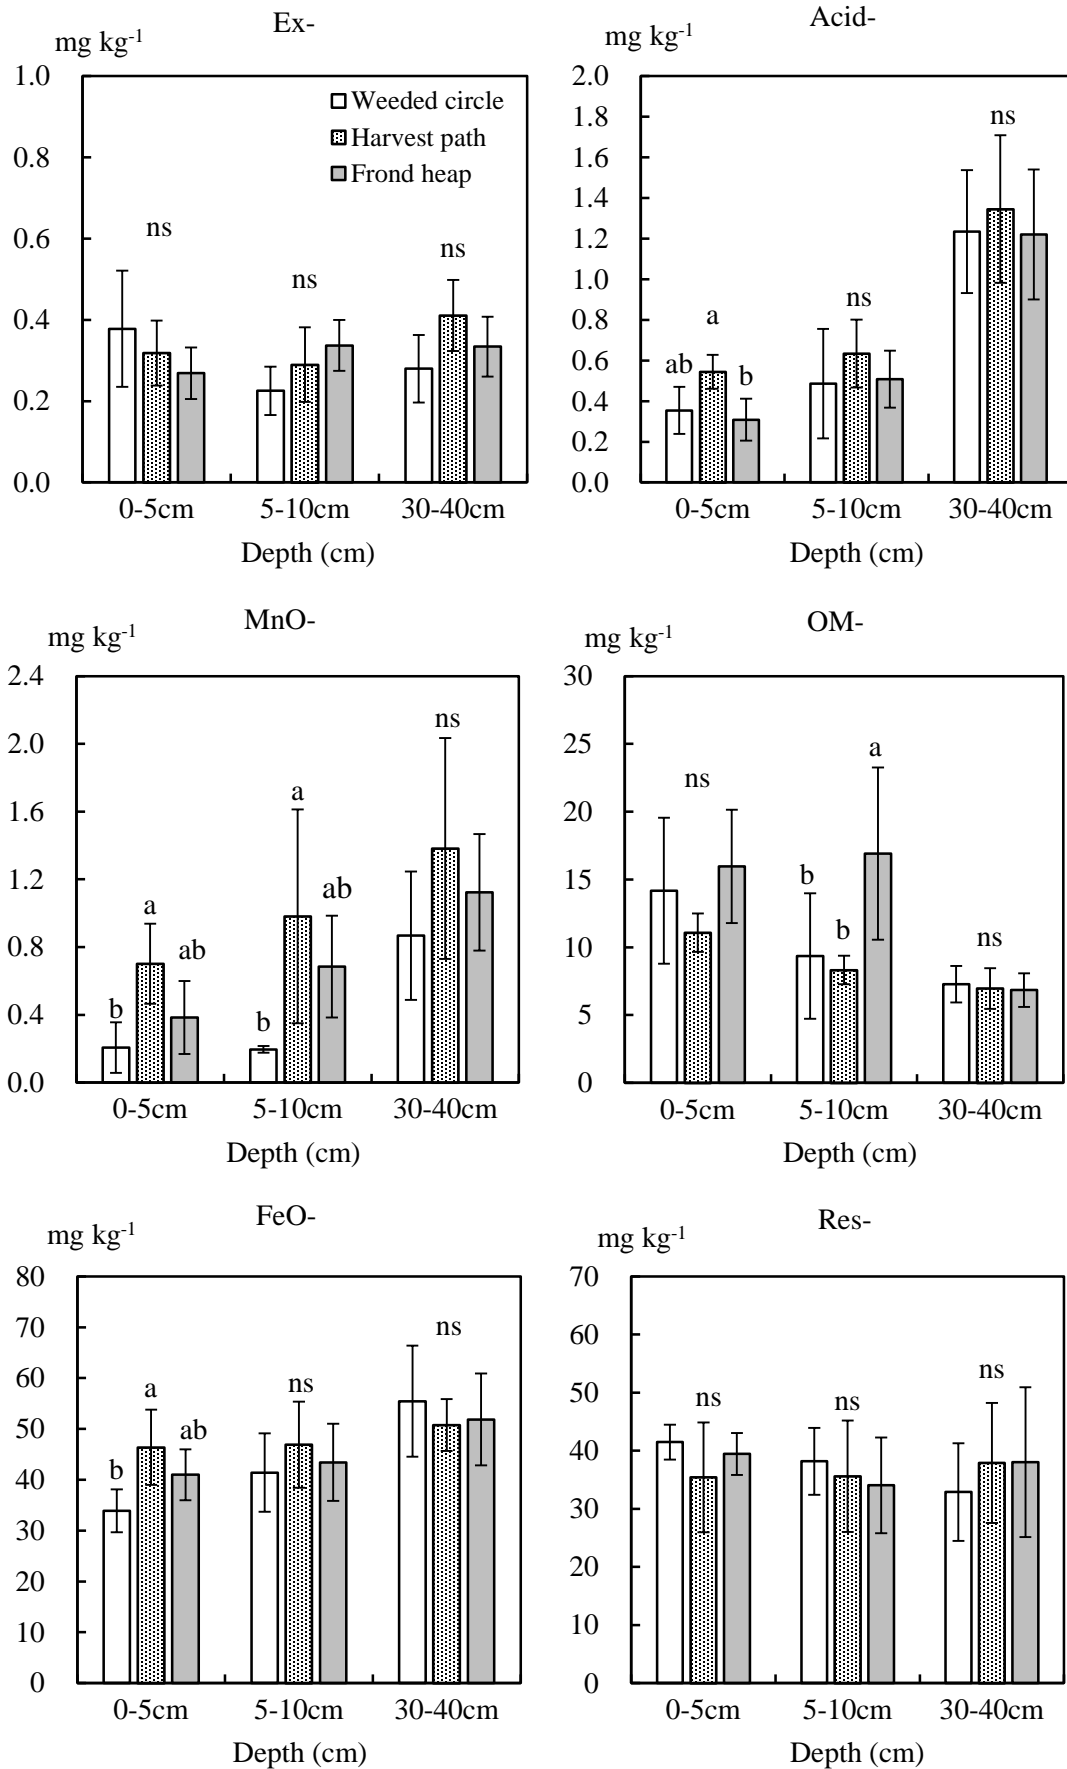 Ex-
mg kg-1
1.0
0.8
0.6
0.4
0.2
0.0
Weeded circle
Harvest path
Frond heap
ns
ns
ns
0-5cm 5-10cm 30-40cm
Depth (cm)
Acid-
mg kg-1
2.0
1.8
1.6
1.4
1.2
1.0
0.8
0.6
0.4
0.2
0.0
ab
a
b
ns
ns
0-5cm 5-10cm 30-40cm
Depth (cm)
MnO-
mg kg-1
2.4
2.0
1.6
1.2
0.8
0.4
0.0
b
a
ab
b
a
ab
ns
0-5cm 5-10cm 30-40cm
Depth (cm)
OM-
mg kg-1
30
25
20
15
10
5
0
ns
b
b
a
ns
0-5cm 5-10cm 30-40cm
Depth (cm)
FeO-
mg kg-1
80
70
60
50
40
30
20
10
0
b
a
ab
ns
ns
0-5cm 5-10cm 30-40cm
Depth (cm)
Res-
mg kg-1
70
60
50
40
30
20
10
0
ns
ns
ns
0-5cm 5-10cm 30-40cm
Depth (cm)